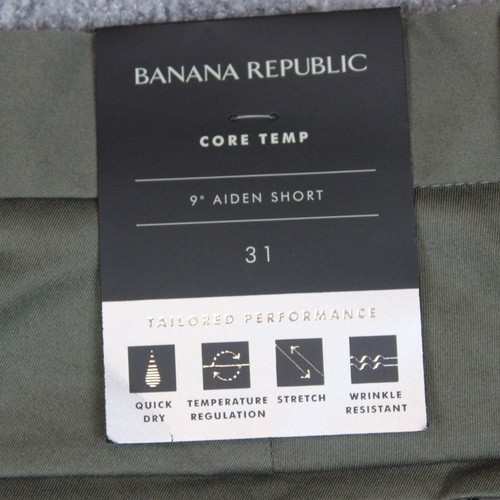 BANANA REPUBLIC
CORE TEMP
9" AIDEN SHORT
31
TAILORED PERFORMANCE
QUICK DRY
TEMPERATURE REGULATION
STRETCH
WRINKLE RESISTANT